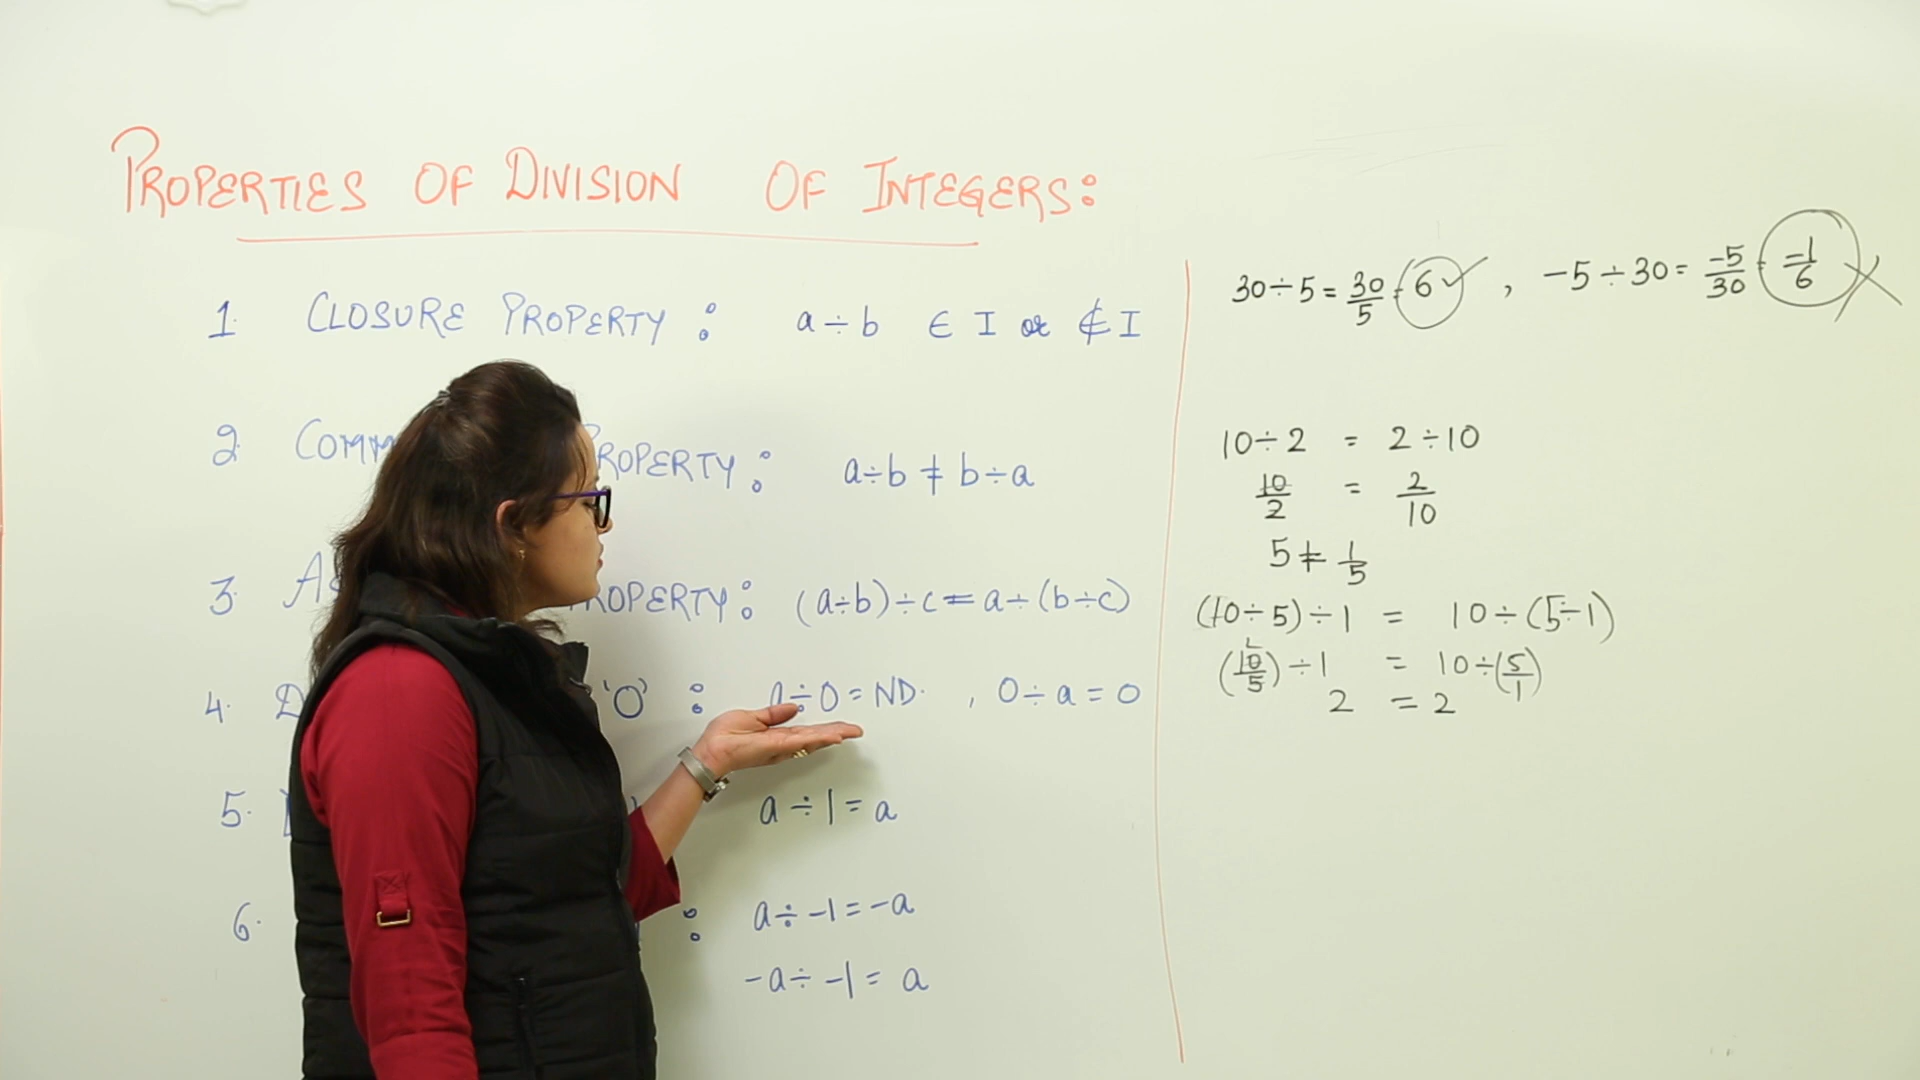 PROPERTIES OF DIVISION OF INTEGERS:
1. CLOSURE PROPERTY : a ÷ b ∈ I or ∉ I
2. PROPERTY : a÷b ≠ b÷a
3. PROPERTY : (a÷b)÷c = a÷(b÷c)
4. '0' : a÷0 = ND. , 0÷a = 0
5. a ÷ 1 = a
6. : a ÷ -1 = -a
-a ÷ -1 = a
30÷5 = 30/5 = 6 ✓ , -5÷30 = -5/30 = -1/6 ✗
10÷2 = 2÷10
10/2 = 2/10
5 ≠ 1/5
(10÷5)÷1 = 10÷(5÷1)
(10/5)÷1 = 10÷(5/1)
2 = 2